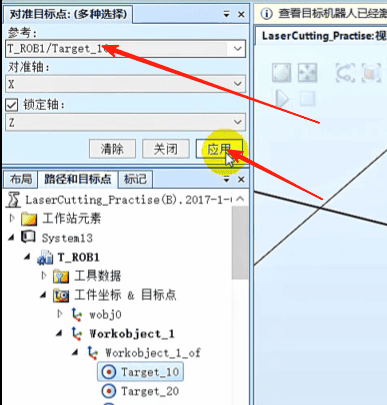 对准目标点: (多种选择)
查看目标机器人已经
参考:
T_ROB1/Target_1
LaserCutting_Practise:视
对准轴:
X
锁定轴:
Z
清除
关闭
应用
布局
路径和目标点
标记
LaserCutting_Practise(B).2017-1-
工作站元素
System13
T_ROB1
工具数据
工件坐标 & 目标点
wobj0
Workobject_1
Workobject_1_of
Target_10
Target_20